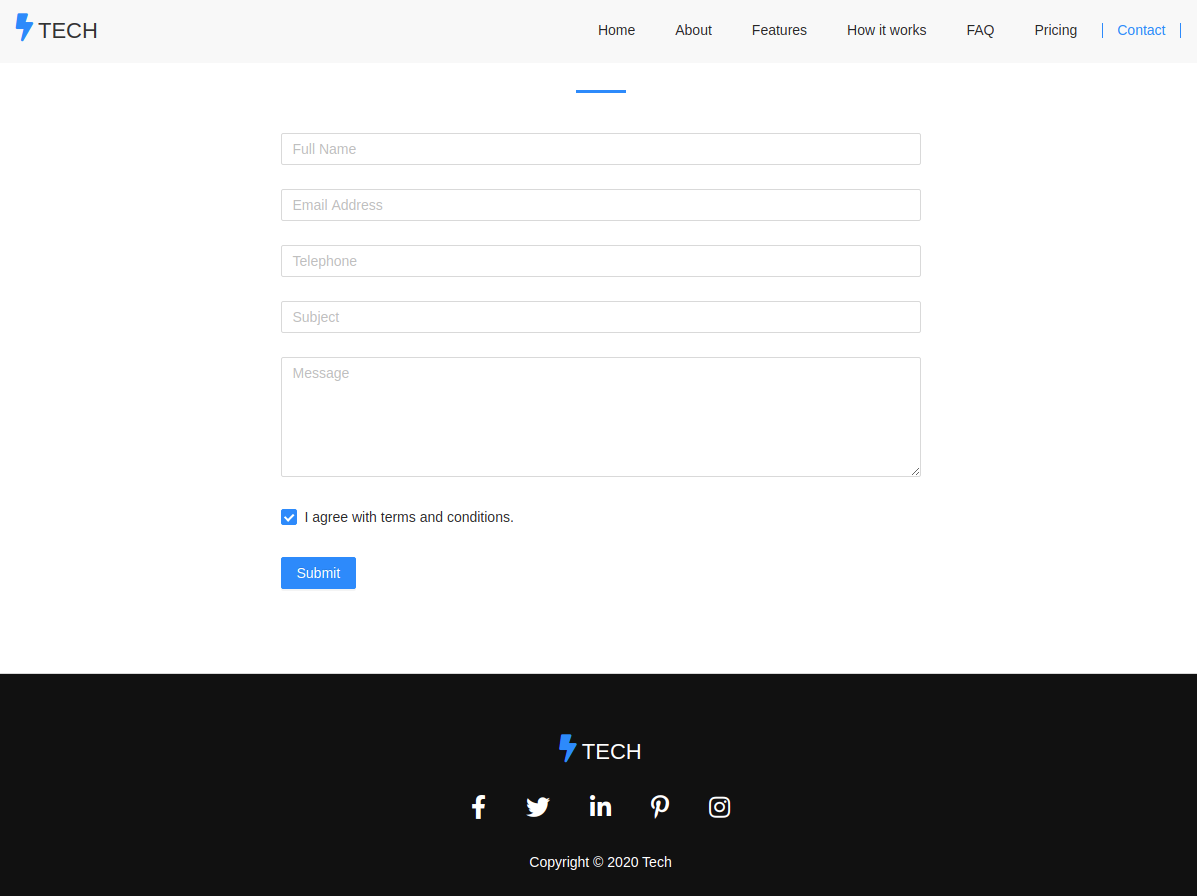 TECH
Home About Features How it works FAQ Pricing Contact
Full Name
Email Address
Telephone
Subject
Message
I agree with terms and conditions.
Submit
TECH
Copyright © 2020 Tech